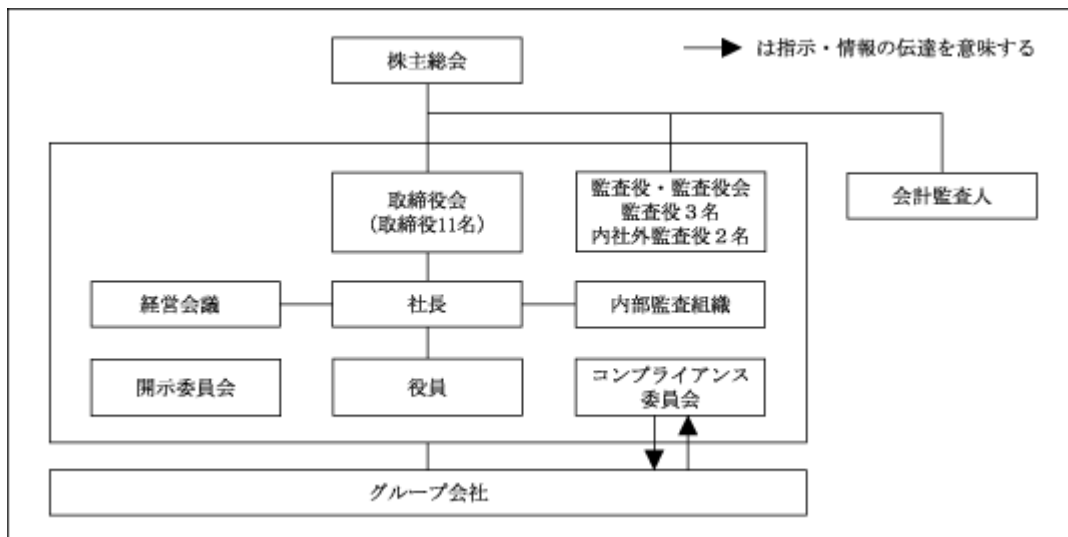 株主総会
は指示・情報の伝達を意味する
取締役会
(取締役11名)
監査役・監査役会
監査役3名
内社外監査役2名
会計監査人
経営会議
社長
内部監査組織
開示委員会
役員
コンプライアンス
委員会
グループ会社